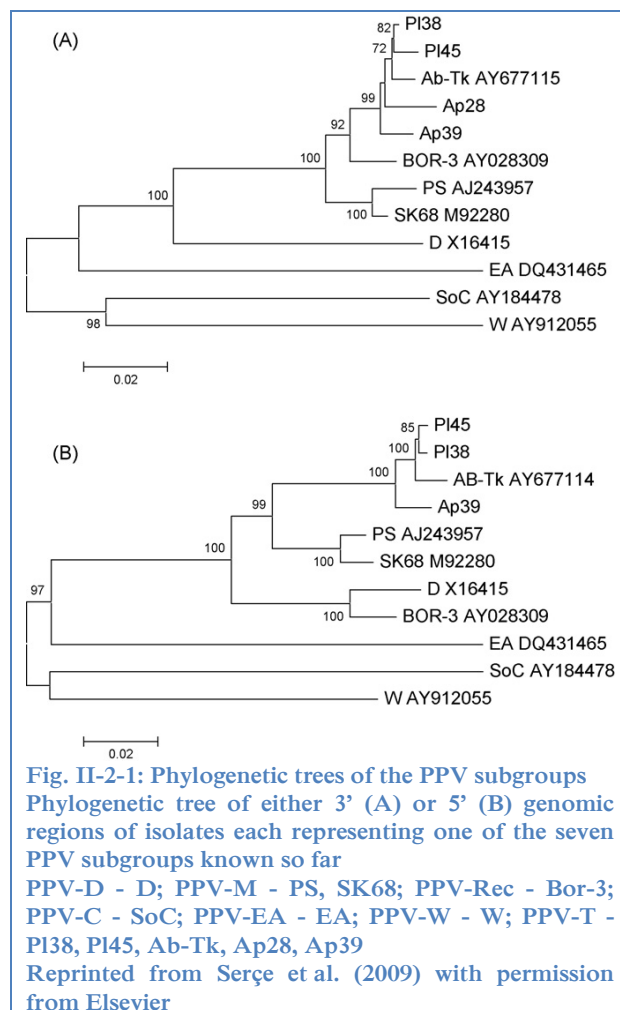 (A)
82
Pl38
72
Pl45
Ab-Tk AY677115
99
Ap28
92
Ap39
100
BOR-3 AY028309
PS AJ243957
100
100
SK68 M92280
D X16415
EA DQ431465
SoC AY184478
98
W AY912055
0.02
(B)
85
Pl45
100
Pl38
100
AB-Tk AY677114
99
Ap39
100
PS AJ243957
100
SK68 M92280
D X16415
97
100
BOR-3 AY028309
EA DQ431465
SoC AY184478
W AY912055
0.02
Fig. II-2-1: Phylogenetic trees of the PPV subgroups
Phylogenetic tree of either 3’ (A) or 5’ (B) genomic
regions of isolates each representing one of the seven
PPV subgroups known so far
PPV-D - D; PPV-M - PS, SK68; PPV-Rec - Bor-3;
PPV-C - SoC; PPV-EA - EA; PPV-W - W; PPV-T -
Pl38, Pl45, Ab-Tk, Ap28, Ap39
Reprinted from Serçe et al. (2009) with permission
from Elsevier